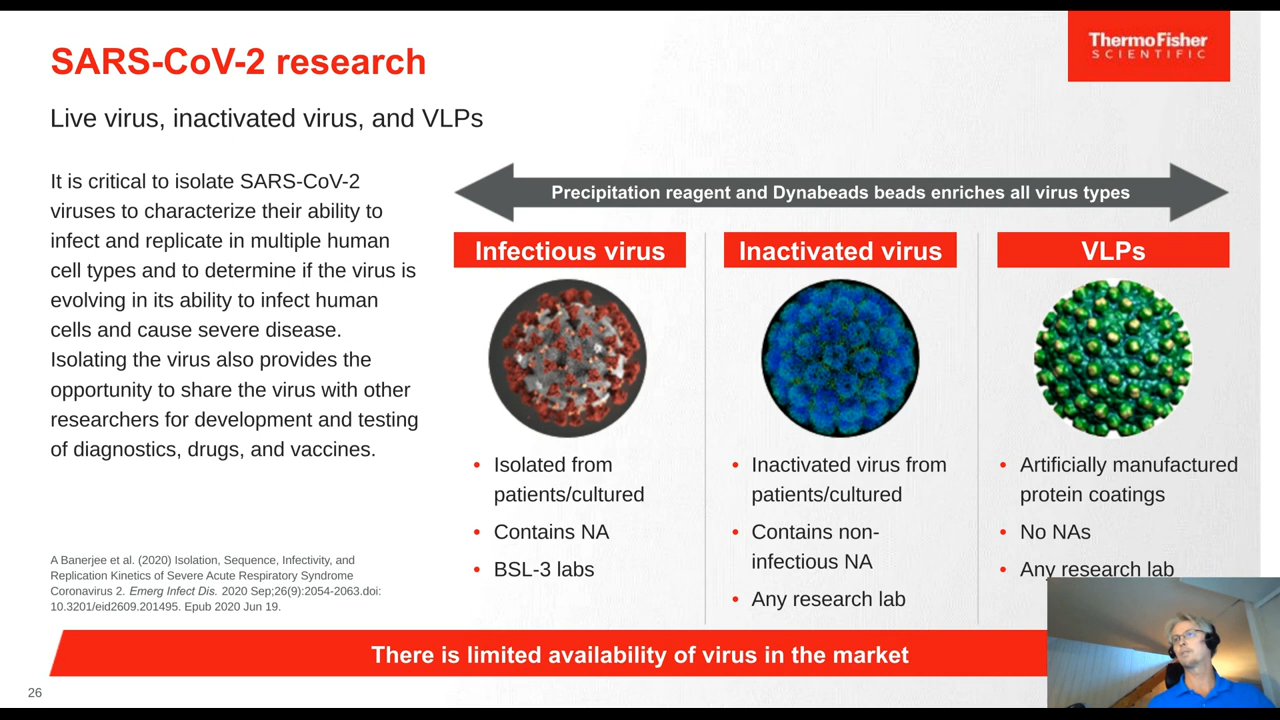 ThermoFisher
SCIENTIFIC
SARS-CoV-2 research
Live virus, inactivated virus, and VLPs
It is critical to isolate SARS-CoV-2
viruses to characterize their ability to
infect and replicate in multiple human
cell types and to determine if the virus is
evolving in its ability to infect human
cells and cause severe disease.
Isolating the virus also provides the
opportunity to share the virus with other
researchers for development and testing
of diagnostics, drugs, and vaccines.
A Banerjee et al. (2020) Isolation, Sequence, Infectivity, and
Replication Kinetics of Severe Acute Respiratory Syndrome
Coronavirus 2. Emerg Infect Dis. 2020 Sep;26(9):2054-2063.doi:
10.3201/eid2609.201495. Epub 2020 Jun 19.
Precipitation reagent and Dynabeads beads enriches all virus types
Infectious virus
• Isolated from
patients/cultured
• Contains NA
• BSL-3 labs
Inactivated virus
• Inactivated virus from
patients/cultured
• Contains non-
infectious NA
• Any research lab
VLPs
• Artificially manufactured
protein coatings
• No NAs
• Any research lab
There is limited availability of virus in the market
26